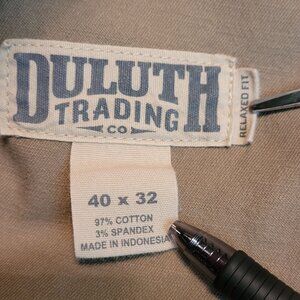 DULUTH
TRADING
CO
RELAXED FIT
40 x 32
97% COTTON
3% SPANDEX
MADE IN INDONESIA